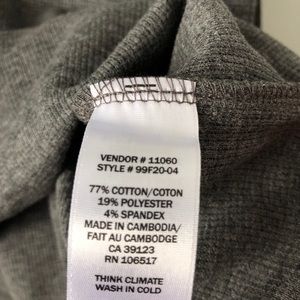 VENDOR # 11060
STYLE # 99F20-04
77% COTTON/COTON
19% POLYESTER
4% SPANDEX
MADE IN CAMBODIA/
FAIT AU CAMBODGE
CA 39123
RN 106517
THINK CLIMATE
WASH IN COLD